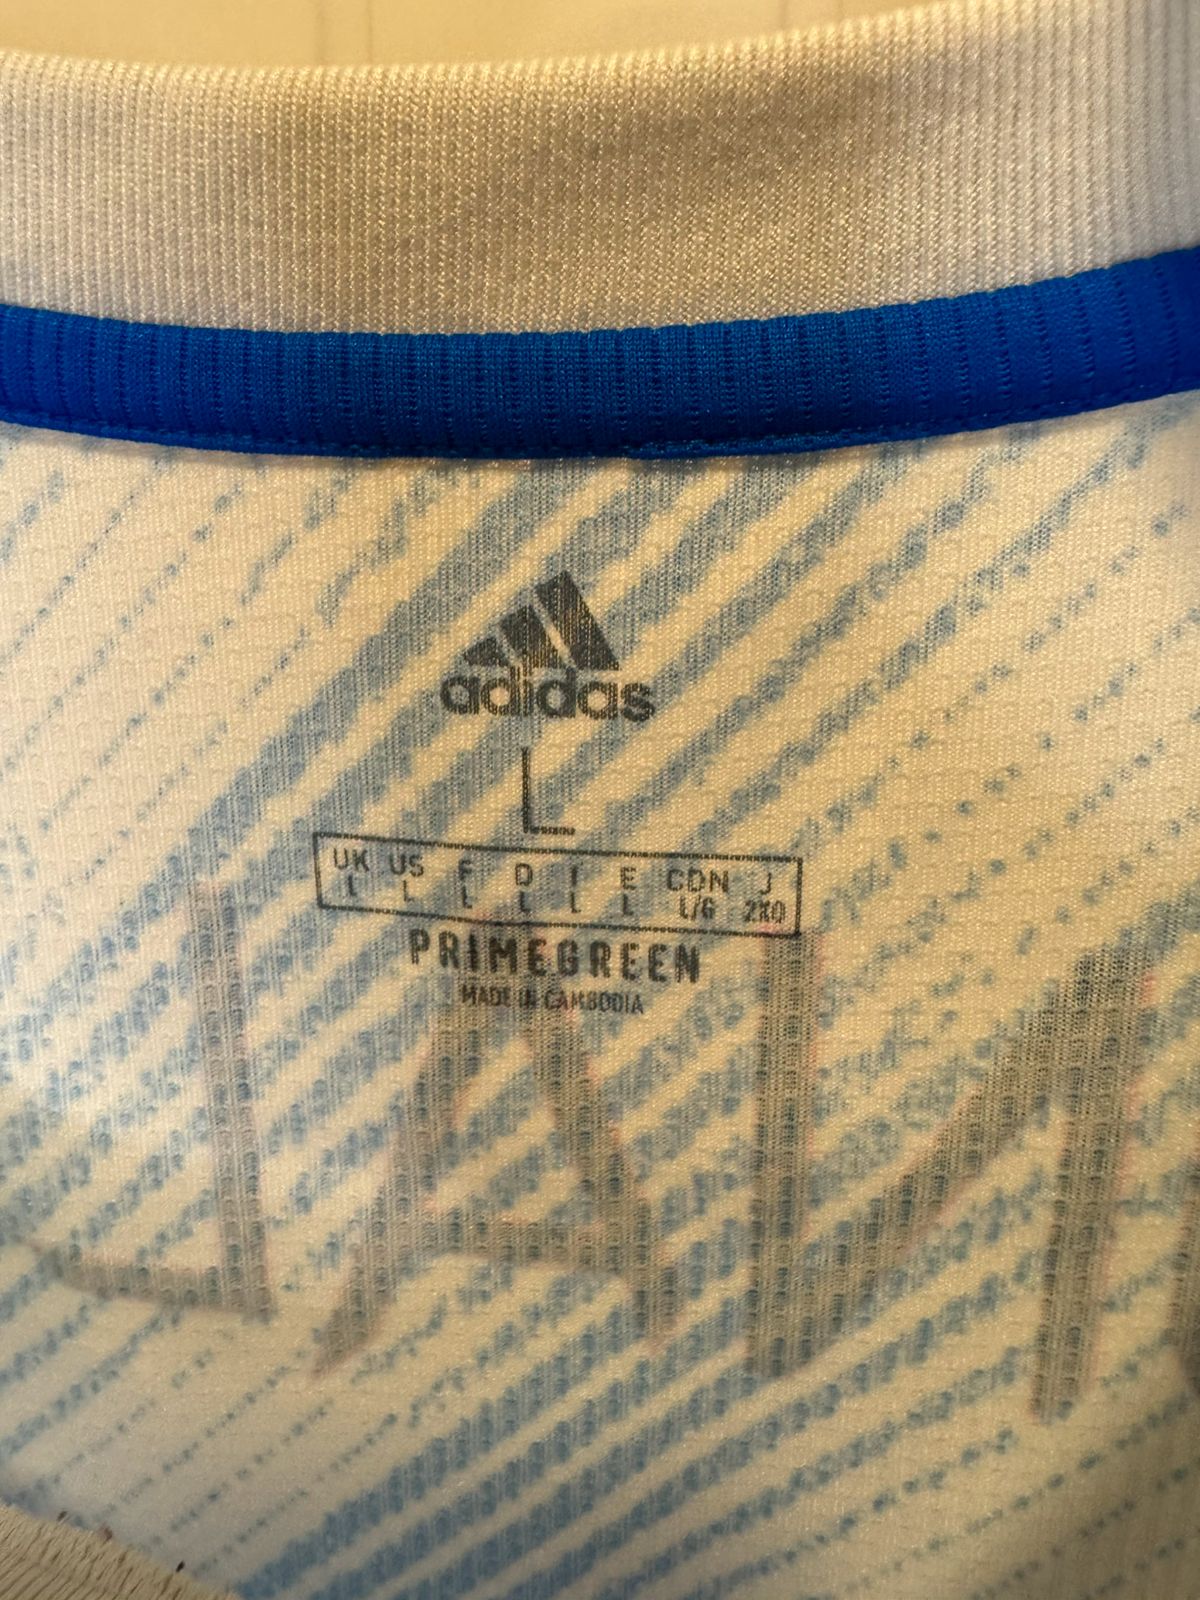 adidas
L
UK US F D I E CDN J
L L L L L L L/G 2XO
PRIMEGREEN
MADE IN CAMBODIA